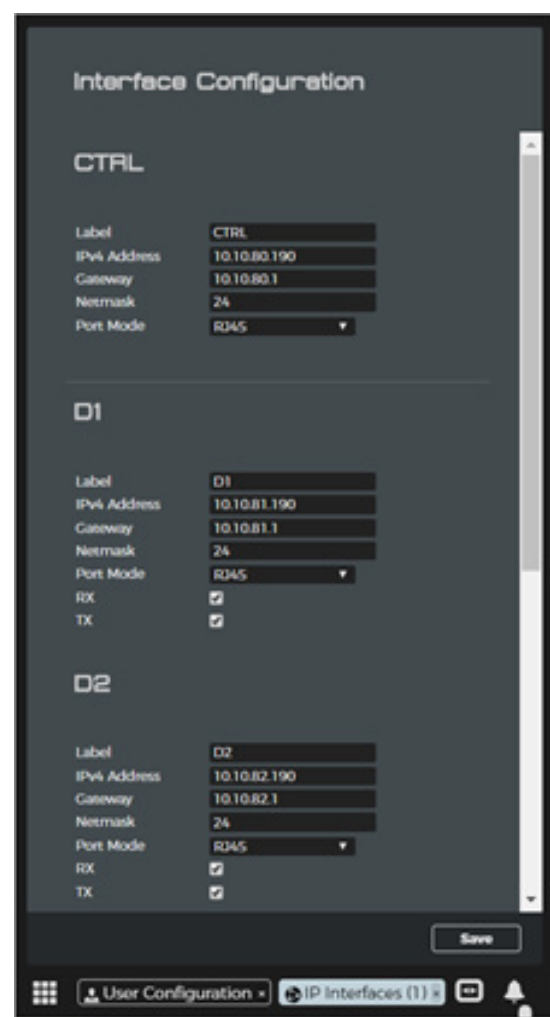 Interface Configuration
CTRL
Label CTRL
IPv4 Address 10.10.80.190
Gateway 10.10.80.1
Netmask 24
Port Mode RJ45
D1
Label D1
IPv4 Address 10.10.81.190
Gateway 10.10.81.1
Netmask 24
Port Mode RJ45
RX
TX
D2
Label D2
IPv4 Address 10.10.82.190
Gateway 10.10.82.1
Netmask 24
Port Mode RJ45
RX
TX
Save
User Configuration × IP Interfaces (1) ×